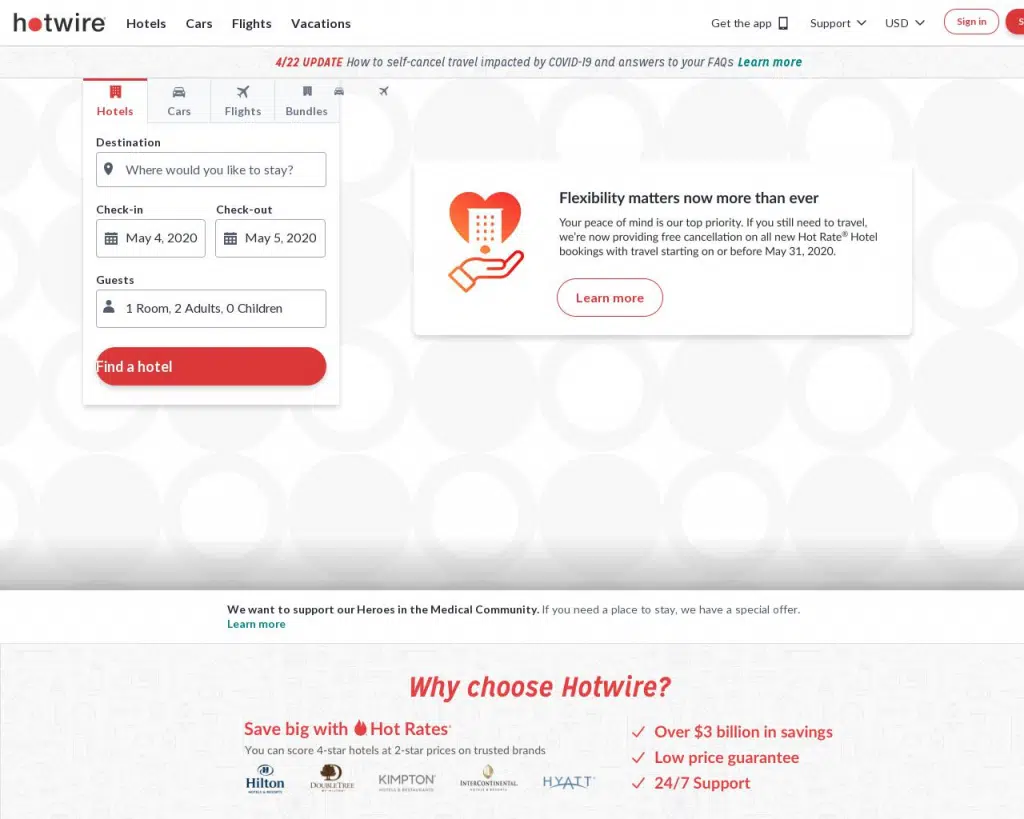 hotwire
Hotels Cars Flights Vacations
Get the app Support USD Sign in S
4/22 UPDATE How to self-cancel travel impacted by COVID-19 and answers to your FAQs Learn more
Hotels Cars Flights Bundles
Destination
Where would you like to stay?
Check-in Check-out
May 4, 2020 May 5, 2020
Guests
1 Room, 2 Adults, 0 Children
Find a hotel
Flexibility matters now more than ever
Your peace of mind is our top priority. If you still need to travel,
we're now providing free cancellation on all new Hot Rate® Hotel
bookings with travel starting on or before May 31, 2020.
Learn more
We want to support our Heroes in the Medical Community. If you need a place to stay, we have a special offer.
Learn more
Why choose Hotwire?
Save big with Hot Rates
You can score 4-star hotels at 2-star prices on trusted brands
Hilton
HOTELS & RESORTS
DOUBLETREE
BY HILTON
KIMPTON
HOTELS & RESTAURANTS
INTERCONTINENTAL
HOTELS & RESORTS
HYATT
Over $3 billion in savings
Low price guarantee
24/7 Support